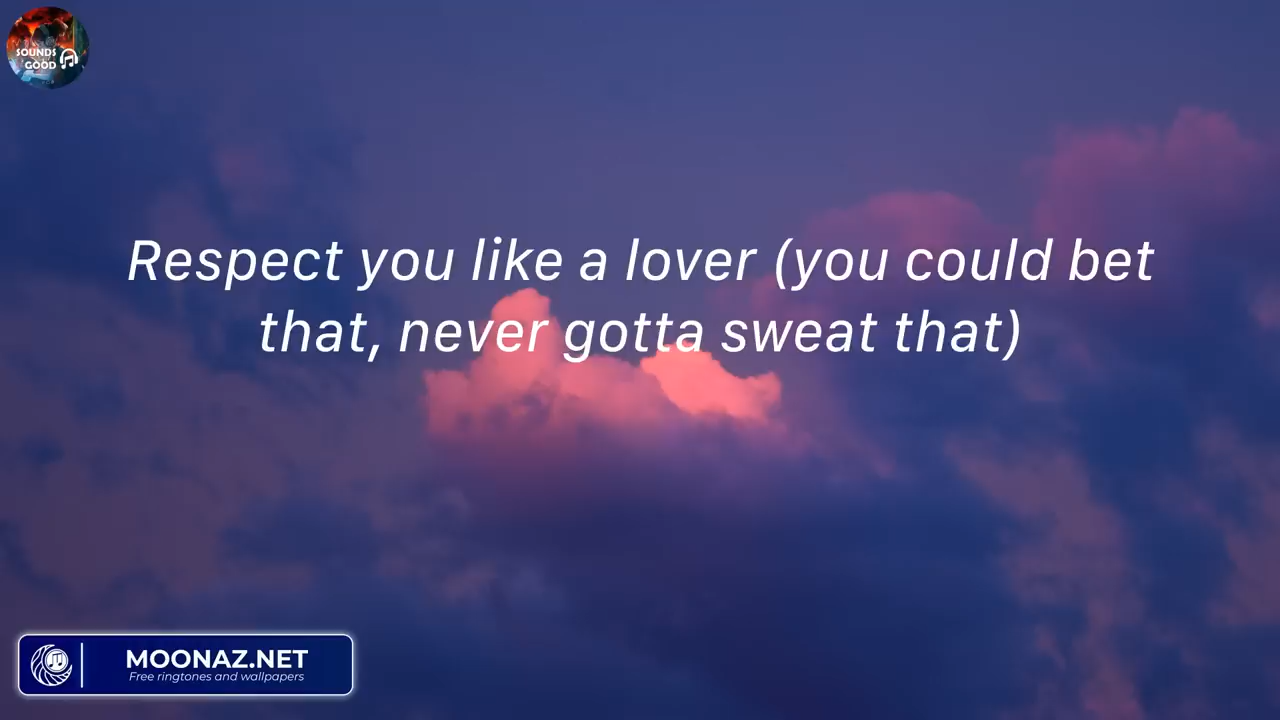 SOUNDS
GOOD
Respect you like a lover (you could bet
that, never gotta sweat that)
MOONAZ.NET
Free ringtones and wallpapers